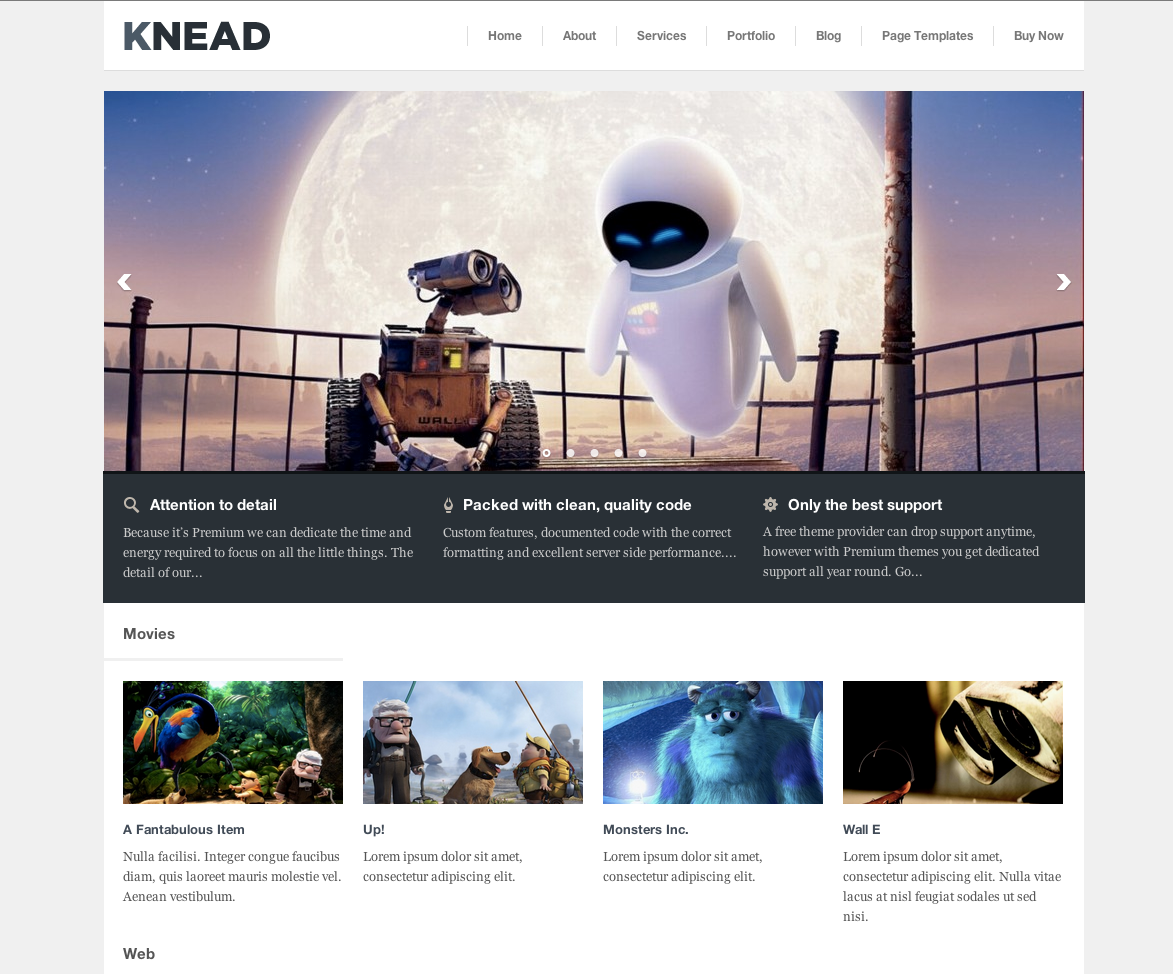 KNEAD
Home
About
Services
Portfolio
Blog
Page Templates
Buy Now
WALL·E
Attention to detail
Because it's Premium we can dedicate the time and
energy required to focus on all the little things. The
detail of our…
Packed with clean, quality code
Custom features, documented code with the correct
formatting and excellent server side performance.…
Only the best support
A free theme provider can drop support anytime,
however with Premium themes you get dedicated
support all year round. Go…
Movies
A Fantabulous Item
Nulla facilisi. Integer congue faucibus
diam, quis laoreet mauris molestie vel.
Aenean vestibulum.
Up!
Lorem ipsum dolor sit amet,
consectetur adipiscing elit.
Monsters Inc.
Lorem ipsum dolor sit amet,
consectetur adipiscing elit.
Wall E
Lorem ipsum dolor sit amet,
consectetur adipiscing elit. Nulla vitae
lacus at nisl feugiat sodales ut sed
nisi.
Web